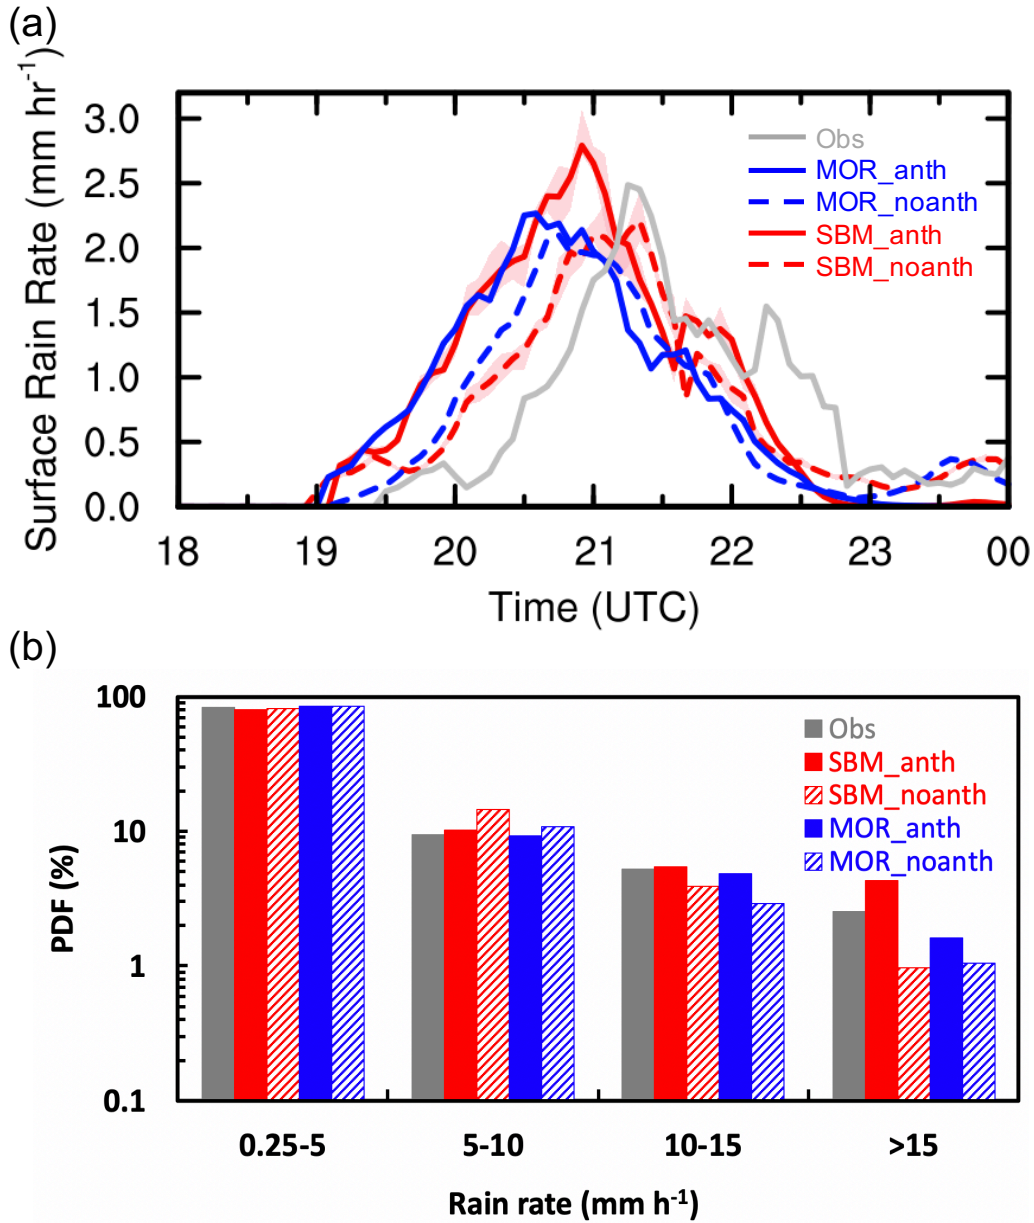 (a)
Surface Rain Rate (mm hr-1)
3.0
2.5
2.0
1.5
1.0
0.5
0.0
Obs
MOR_anth
MOR_noanth
SBM_anth
SBM_noanth
18 19 20 21 22 23 00
Time (UTC)
(b)
PDF (%)
100
10
1
0.1
Obs
SBM_anth
SBM_noanth
MOR_anth
MOR_noanth
0.25-5 5-10 10-15 >15
Rain rate (mm h-1)